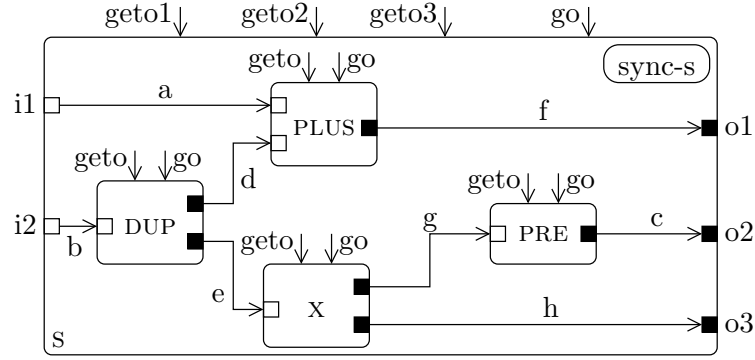 geto1 geto2 geto3 go
geto go sync-s
i1 a PLUS f o1
geto go d
i2 b DUP geto go
g PRE c o2
geto go
e X h o3
s